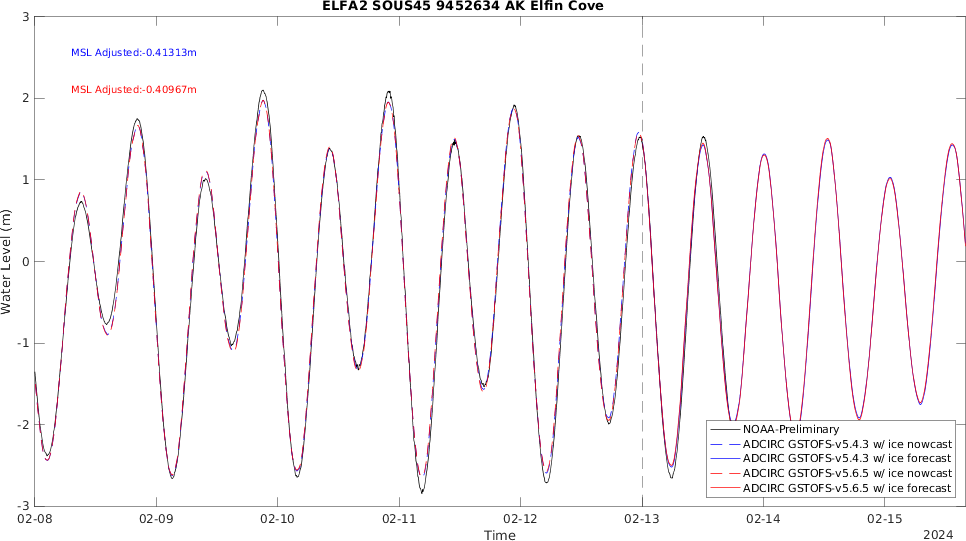 ELFA2 SOUS45 9452634 AK Elfin Cove
3
2
1
0
-1
-2
-3
Water Level (m)
MSL Adjusted:-0.41313m
MSL Adjusted:-0.40967m
NOAA-Preliminary
ADCIRC GSTOFS-v5.4.3 w/ ice nowcast
ADCIRC GSTOFS-v5.4.3 w/ ice forecast
ADCIRC GSTOFS-v5.6.5 w/ ice nowcast
ADCIRC GSTOFS-v5.6.5 w/ ice forecast
02-08 02-09 02-10 02-11 02-12 02-13 02-14 02-15
Time
2024